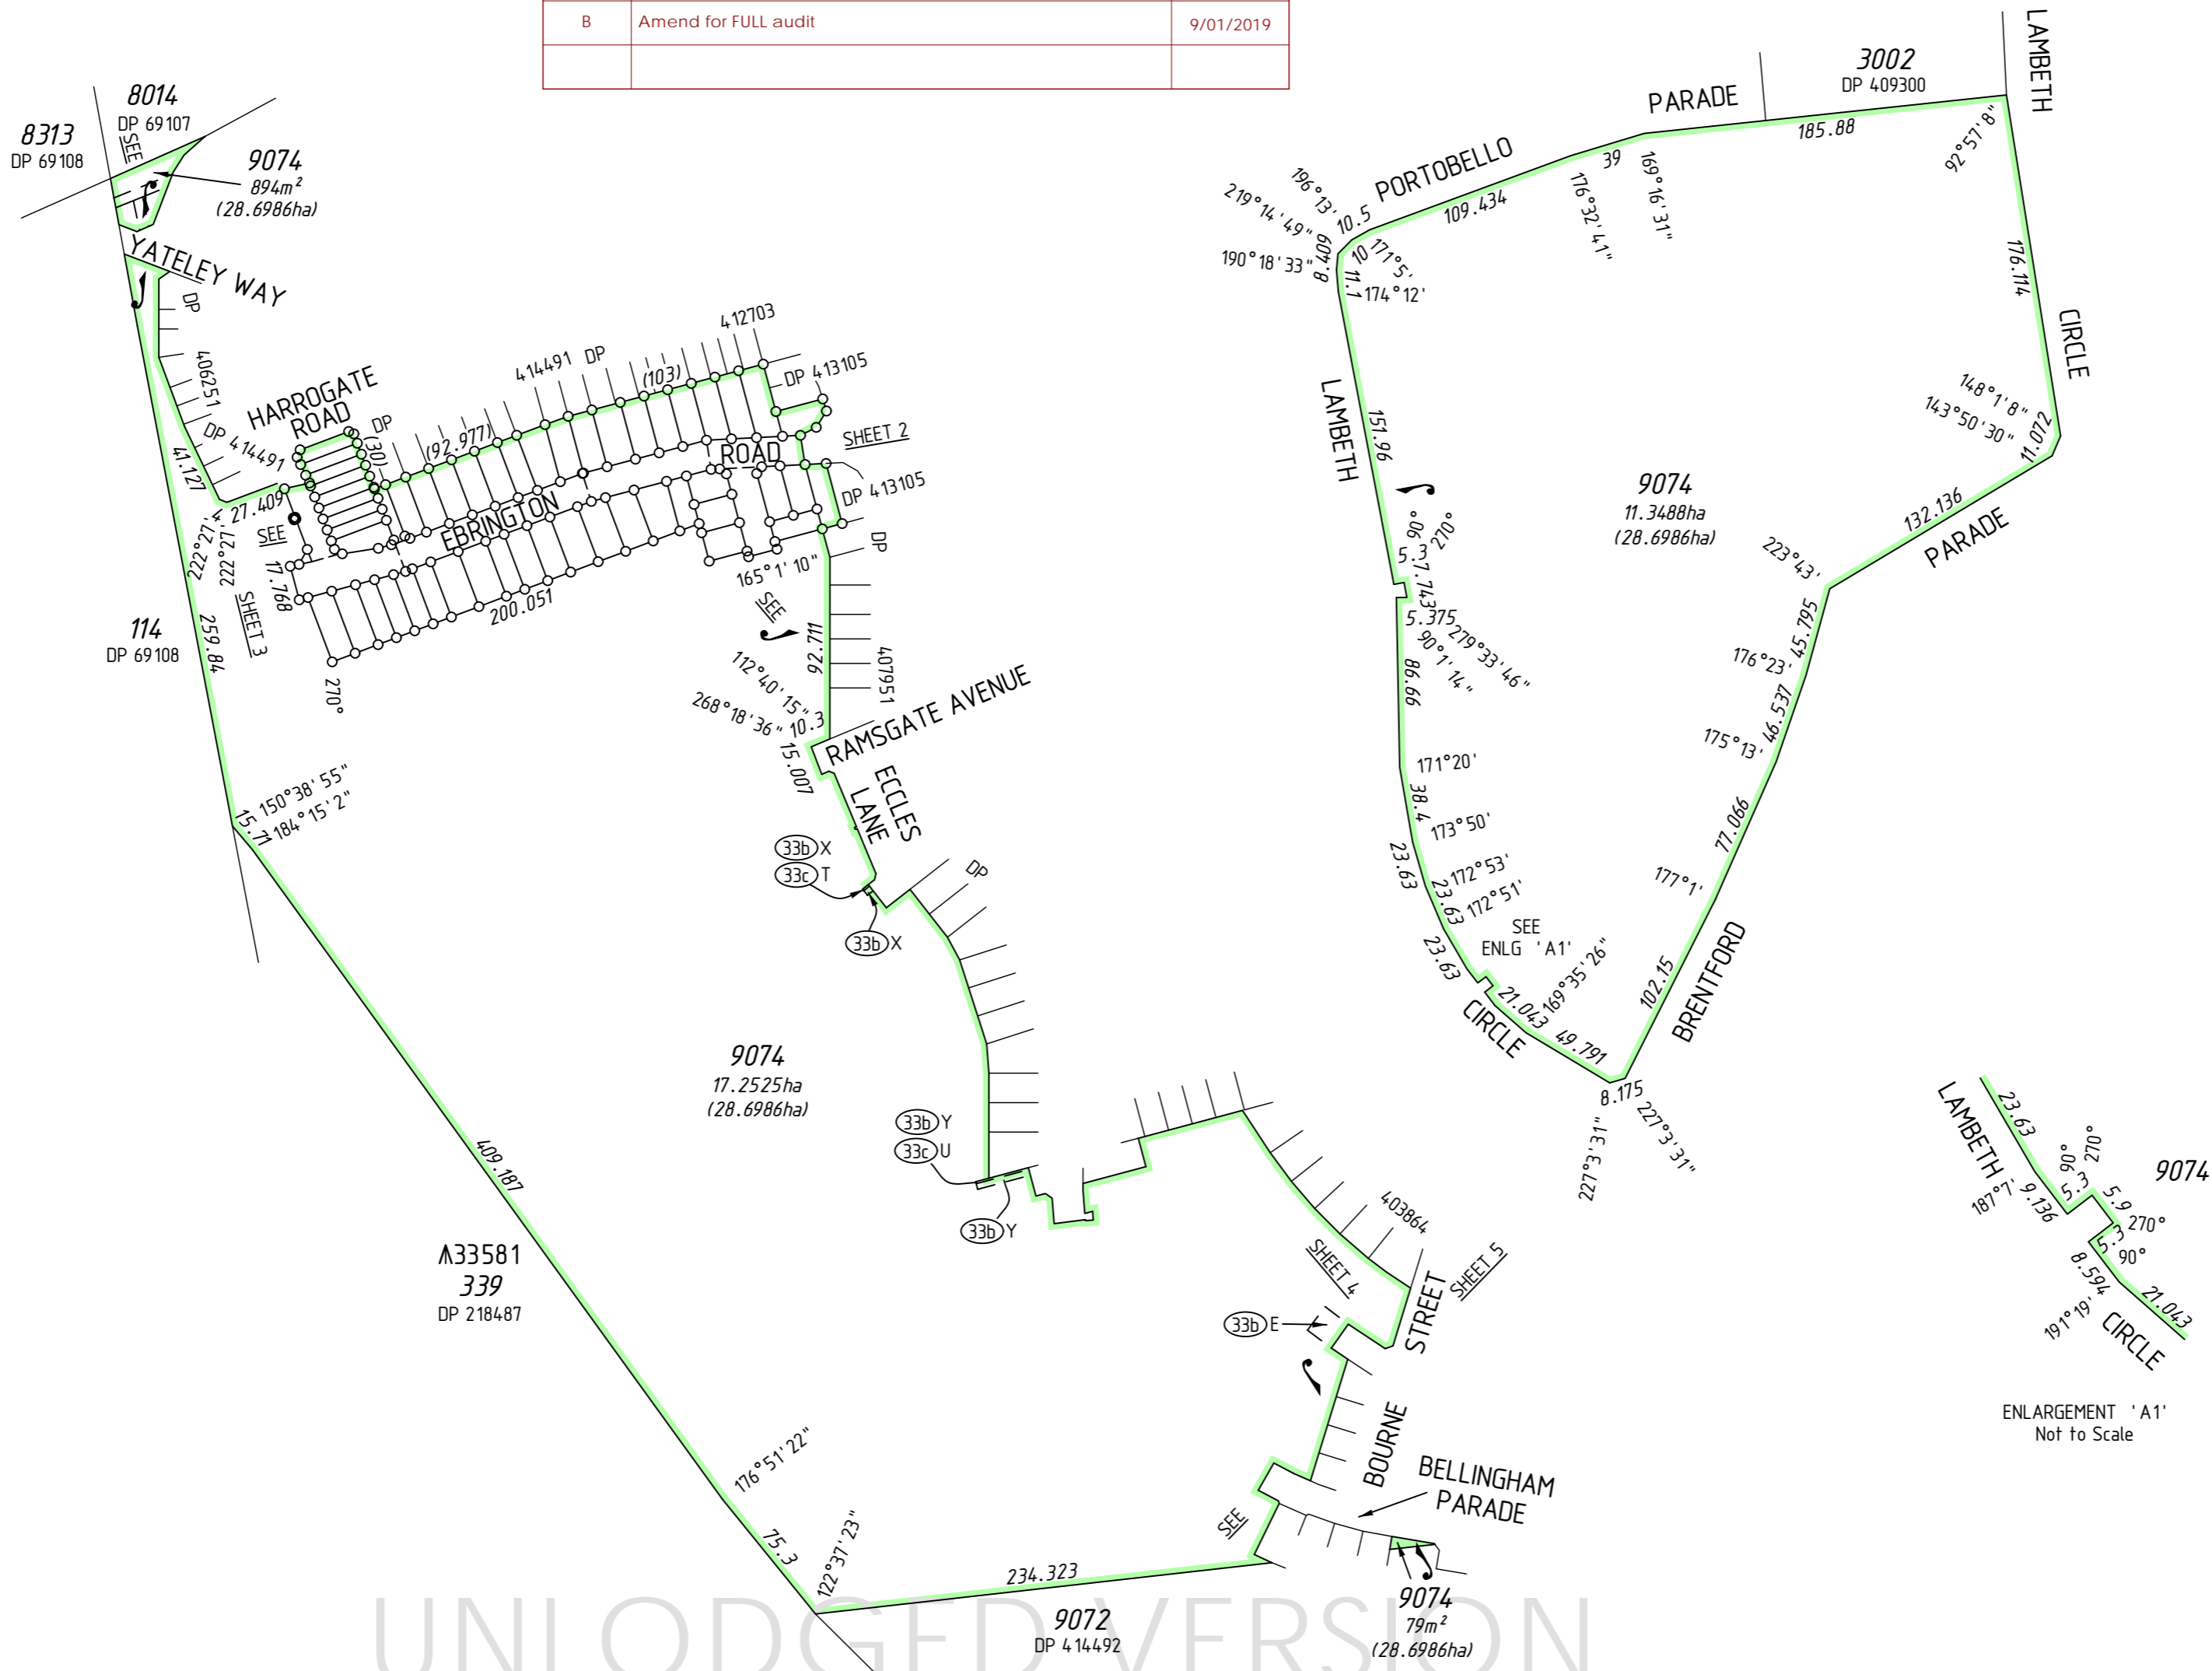 B Amend for FULL audit 9/01/2019
8014
DP 69107
8313
DP 69108
SEE
9074
894m²
(28.6986ha)
YATELEY WAY
DP
406251
DP 414491
41.127
HARROGATE
ROAD
DP
(30)
(92.977)
414491 DP
(103)
412703
DP 413105
SHEET 2
ROAD
DP 413105
DP
EBRINGTON
27.409
SEE
222°27'
222°27'
17.768
SHEET 3
200.051
270°
165°1'10"
SEE
92.711
407951
112°40'15"
268°18'36"
10.3
15.007
RAMSGATE AVENUE
ECCLES
LANE
114
DP 69108
259.84
150°38'55"
15.71
184°15'2"
33b X
33c T
33b X
DP
9074
17.2525ha
(28.6986ha)
33b Y
33c U
33b Y
409.187
⩚33581
339
DP 218487
176°51'22"
75.3
122°37'23"
234.323
9072
DP 414492
403864
SHEET 4
SHEET 5
STREET
33b E
BOURNE
BELLINGHAM
PARADE
SEE
9074
79m²
(28.6986ha)
LAMBETH
3002
DP 409300
PARADE
185.88
92°57'8"
39
169°16'31"
176°32'41"
PORTOBELLO
109.434
196°13'
10.5
219°14'49"
8.409
10
171°5'
190°18'33"
11.1
174°12'
176.114
CIRCLE
LAMBETH
151.96
148°1'8"
143°50'30"
11.072
9074
11.3488ha
(28.6986ha)
132.136
PARADE
90°
270°
5.3
7.743
5.375
279°33'46"
90°1'14"
86.66
223°43'
45.795
176°23'
46.537
175°13'
171°20'
38.4
173°50'
77.066
23.63
172°53'
23.63
172°51'
177°1'
SEE
ENLG 'A1'
23.63
21.043
169°35'26"
102.15
BRENTFORD
CIRCLE
49.791
8.175
227°3'31"
227°3'31"
LAMBETH
23.63
90°
270°
9074
187°7'
9.136
5.3
5.9
270°
5.3
90°
8.594
21.043
191°19'
CIRCLE
ENLARGEMENT 'A1'
Not to Scale
UNLODGED VERSION